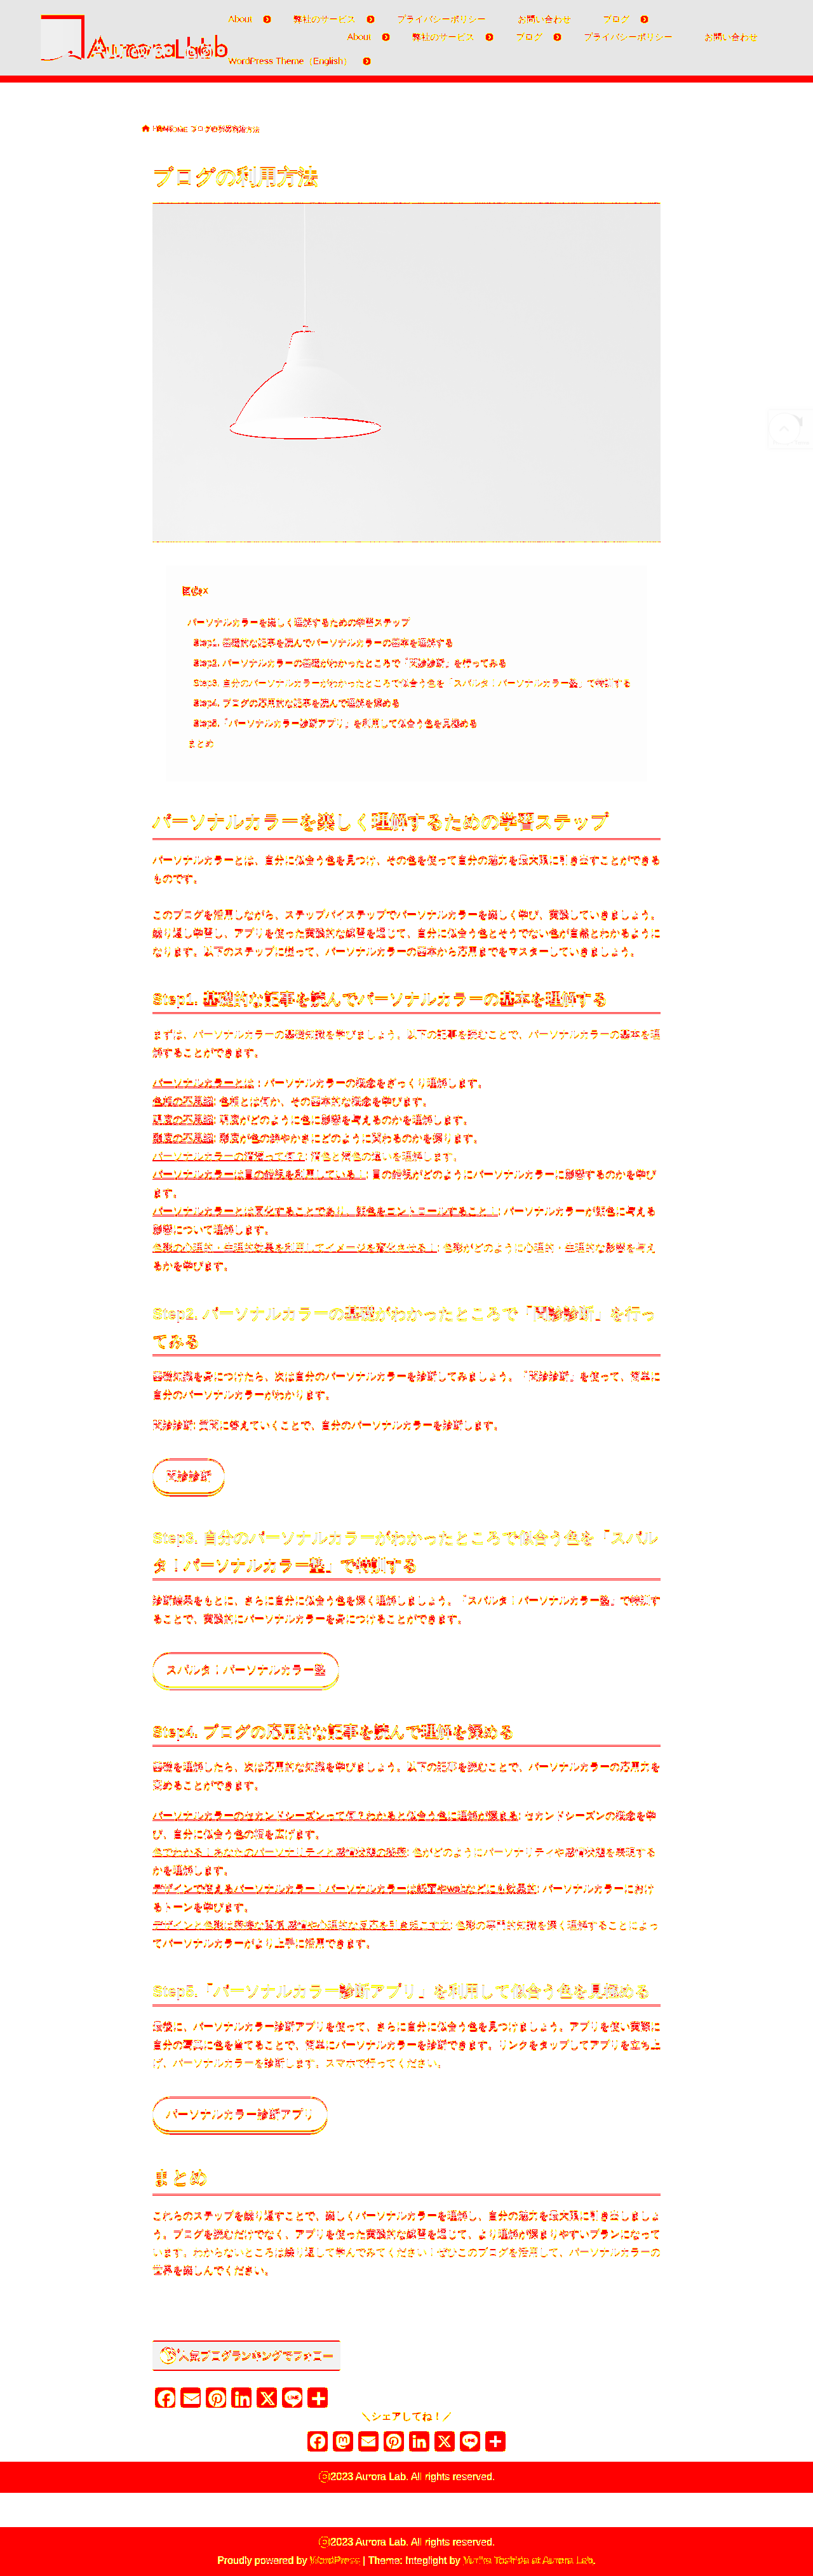 About 弊社のサービス プライバシーポリシー お問い合わせ ブログ
About 弊社のサービス ブログ プライバシーポリシー お問い合わせ
WordPress Theme（English）
ブログの利用方法
パーソナルカラーを楽しく理解するための学習ステップ
Step1. 基礎的な記事を読んでパーソナルカラーの基本を理解する
Step2. パーソナルカラーの基礎がわかったところで「問診診断」を行ってみる
Step3. 自分のパーソナルカラーがわかったところで似合う色を「スパルタ！パーソナルカラー塾」で特訓する
Step4. ブログの応用的な記事を読んで理解を深める
Step5.「パーソナルカラー診断アプリ」を利用して似合う色を見極める
まとめ
パーソナルカラーを楽しく理解するための学習ステップ
パーソナルカラーとは、自分に似合う色を見つけ、その色を使って自分の魅力を最大限に引き出すことができる
ものです。
このブログを活用しながら、ステップバイステップでパーソナルカラーを楽しく学び、実践していきましょう。
繰り返し学習し、アプリを使った実践的な練習を通じて、自分に似合う色とそうでない色が自然とわかるように
なります。以下のステップに沿って、パーソナルカラーの基本から応用までをマスターしていきましょう。
Step1. 基礎的な記事を読んでパーソナルカラーの基本を理解する
まずは、パーソナルカラーの基礎知識を学びましょう。以下の記事を読むことで、パーソナルカラーの基本を理
解することができます。
パーソナルカラーとは：パーソナルカラーの概念をざっくり理解します。
色相の不思議: 色相とは何か、その基本的な概念を学びます。
明度の不思議: 明度がどのように色に影響を与えるのかを理解します。
彩度の不思議: 彩度が色の鮮やかさにどのように関わるのかを探ります。
パーソナルカラーの清濁って何？: 清色と濁色の違いを理解します。
パーソナルカラーは目の錯視を利用している！: 目の錯視がどのようにパーソナルカラーに影響するのかを学び
ます。
パーソナルカラーとは同化することであり、顔色をコントロールすること！: パーソナルカラーが顔色に与える
影響について理解します。
色彩の心理的・生理的効果を利用してイメージを変化させる！: 色彩がどのように心理的・生理的な影響を与え
るかを学びます。
Step2. パーソナルカラーの基礎がわかったところで「問診診断」を行っ
てみる
基礎知識を身につけたら、次は自分のパーソナルカラーを診断してみましょう。「問診診断」を使って、簡単に
自分のパーソナルカラーがわかります。
問診診断: 質問に答えていくことで、自分のパーソナルカラーを診断します。
問診診断
Step3. 自分のパーソナルカラーがわかったところで似合う色を「スパル
タ！パーソナルカラー塾」で特訓する
診断結果をもとに、さらに自分に似合う色を深く理解しましょう。「スパルタ！パーソナルカラー塾」で特訓す
ることで、実践的にパーソナルカラーを身につけることができます。
スパルタ！パーソナルカラー塾
Step4. ブログの応用的な記事を読んで理解を深める
基礎を理解したら、次は応用的な知識を学びましょう。以下の記事を読むことで、パーソナルカラーの応用力を
高めることができます。
パーソナルカラーのセカンドシーズンって何？わかると似合う色に理解が深まる: セカンドシーズンの概念を学
び、自分に似合う色の幅を広げます。
色でわかる！あなたのパーソナリティと感情状態の秘密: 色がどのようにパーソナリティや感情状態を表現する
かを理解します。
デザインで使えるパーソナルカラー！パーソナルカラーは紙面やwebなどにも効果的: パーソナルカラーにおけ
るトーンを学びます。
デザインと色彩は密接な関係 感情や心理的な反応を引き起こす力: 色彩の専門的知識を深く理解することによっ
てパーソナルカラーがより上手に活用できます。
Step5.「パーソナルカラー診断アプリ」を利用して似合う色を見極める
最後に、パーソナルカラー診断アプリを使って、さらに自分に似合う色を見つけましょう。アプリを使い実際に
自分の写真に色を当てることで、簡単にパーソナルカラーを診断できます。リンクをタップしてアプリを立ち上
げ、パーソナルカラーを診断します。スマホで行ってください。
パーソナルカラー診断アプリ
まとめ
これらのステップを繰り返すことで、楽しくパーソナルカラーを理解し、自分の魅力を最大限に引き出しましょ
う。ブログを読むだけでなく、アプリを使った実践的な練習を通じて、より理解が深まりやすいプランになって
います。わからないところは繰り返して学んでみてください！ぜひこのブログを活用して、パーソナルカラーの
世界を楽しんでください。
人気ブログランキングでフォロー
＼シェアしてね！／
©2023 Aurora Lab. All rights reserved.
©2023 Aurora Lab. All rights reserved.
Proudly powered by WordPress | Theme: Integlight by Yurika Toshida at Aurora Lab.